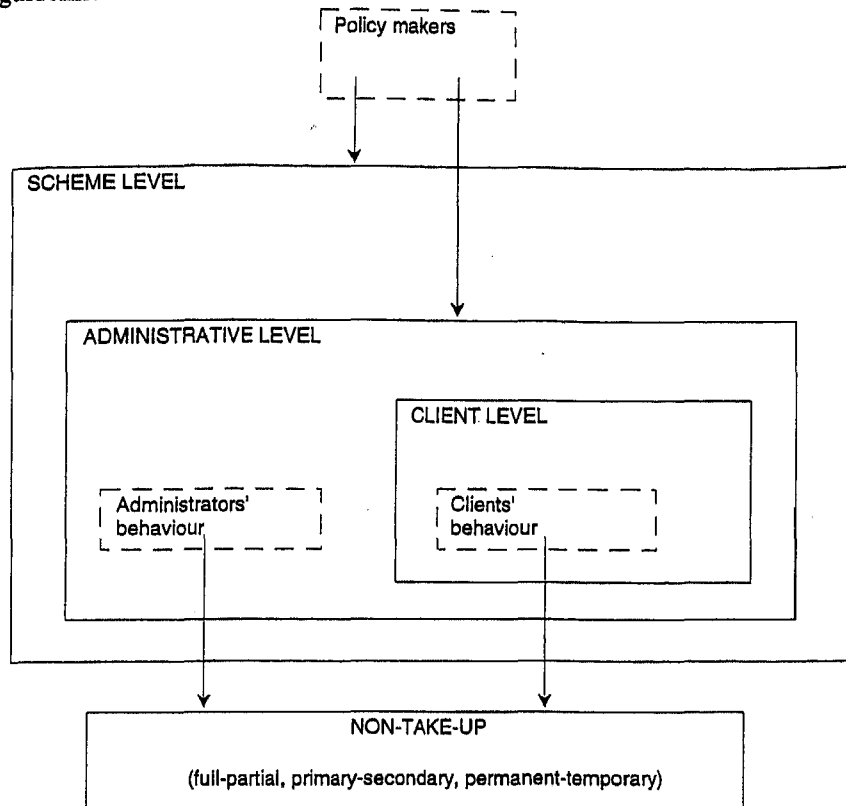 Policy makers
SCHEME LEVEL
ADMINISTRATIVE LEVEL
CLIENT LEVEL
Administrators'
behaviour
Clients'
behaviour
NON-TAKE-UP
(full-partial, primary-secondary, permanent-temporary)